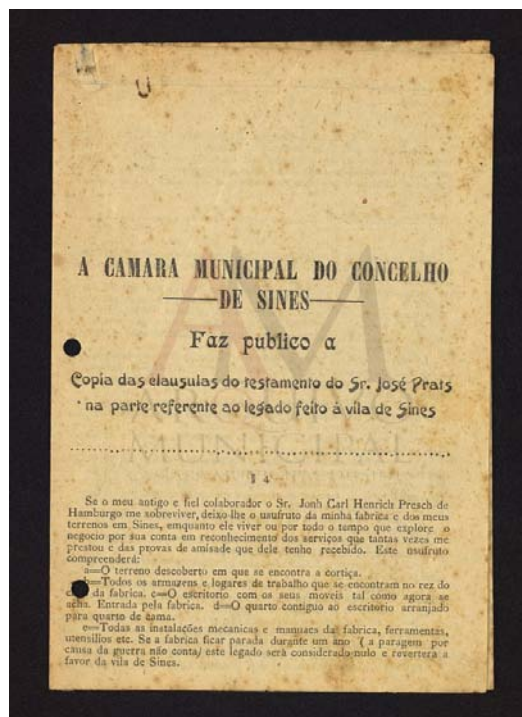 A CAMARA MUNICIPAL DO CONCELHO
DE SINES
Faz publico a
Copia das clausulas do testamento do Sr. José Prats
na parte referente ao legado feito á vila de Sines
ARQUIVO
MUNICIPAL
14
Se o meu antigo e fiel colaborador o Sr. Jonh Carl Henrich Presch de
Hamburgo me sobreviver, deixo-lhe o usufruto da minha fabrica e dos meus
terrenos em Sines, emquanto ele viver ou por todo o tempo que explore o
negocio por sua conta em reconhecimento dos serviços que tantas vezes me
prestou e das provas de amisade que dele tenho recebido. Este usufruto
compreenderá:
a=O terreno descoberto em que se encontra a cortiça.
b=Todos os armazens e logares de trabalho que se encontram no rez do
da fabrica. c=O escritorio com os seus moveis tal como agora se
acha. Entrada pela fabrica. d=O quarto contiguo ao escritorio arranjado
para quarto de cama.
e=Todas as instalações mecanicas e manuaes da fabrica, ferramentas,
utensilios etc. Se a fabrica ficar parada durante um ano ( a paragem por
causa da guerra não conta) este legado será considerado nulo e revertera a
favor da vila de Sines.